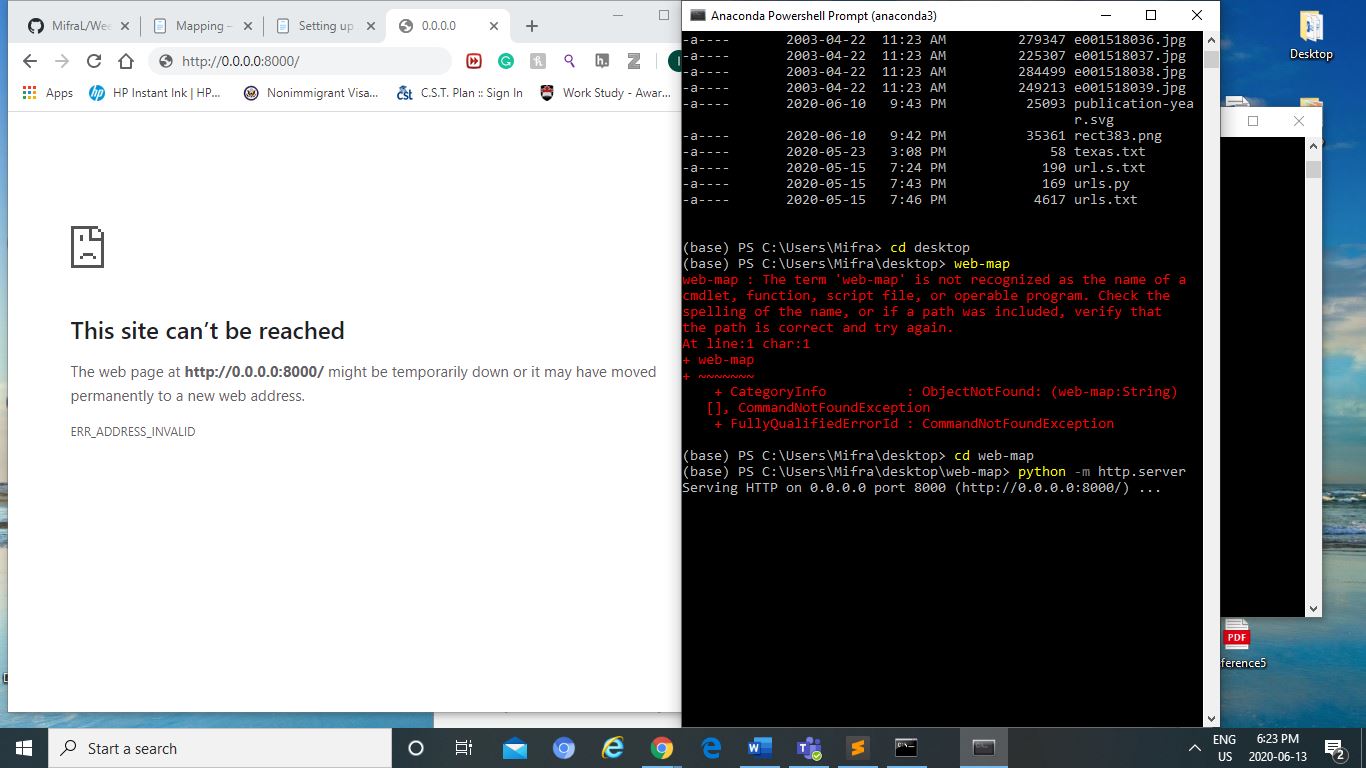 MifraL/Wee
Mapping –
Setting up
0.0.0.0
http://0.0.0.0:8000/
Apps
HP Instant Ink | HP...
Nonimmigrant Visa...
C.S.T. Plan :: Sign In
Work Study - Awar...
This site can't be reached
The web page at http://0.0.0.0:8000/ might be temporarily down or it may have moved
permanently to a new web address.
ERR_ADDRESS_INVALID
Anaconda Powershell Prompt (anaconda3)
-a---- 2003-04-22 11:23 AM 279347 e001518036.jpg
-a---- 2003-04-22 11:23 AM 225307 e001518037.jpg
-a---- 2003-04-22 11:23 AM 284499 e001518038.jpg
-a---- 2003-04-22 11:23 AM 249213 e001518039.jpg
-a---- 2020-06-10 9:43 PM 25093 publication-yea
r.svg
-a---- 2020-06-10 9:42 PM 35361 rect383.png
-a---- 2020-05-23 3:08 PM 58 texas.txt
-a---- 2020-05-15 7:24 PM 190 url.s.txt
-a---- 2020-05-15 7:43 PM 169 urls.py
-a---- 2020-05-15 7:46 PM 4617 urls.txt
(base) PS C:\Users\Mifra> cd desktop
(base) PS C:\Users\Mifra\desktop> web-map
web-map : The term 'web-map' is not recognized as the name of a
cmdlet, function, script file, or operable program. Check the
spelling of the name, or if a path was included, verify that
the path is correct and try again.
At line:1 char:1
+ web-map
+ ~~~~~~~
+ CategoryInfo : ObjectNotFound: (web-map:String)
[], CommandNotFoundException
+ FullyQualifiedErrorId : CommandNotFoundException
(base) PS C:\Users\Mifra\desktop> cd web-map
(base) PS C:\Users\Mifra\desktop\web-map> python -m http.server
Serving HTTP on 0.0.0.0 port 8000 (http://0.0.0.0:8000/) ...
Desktop
PDF
ference5
Start a search
ENG
US
6:23 PM
2020-06-13
2